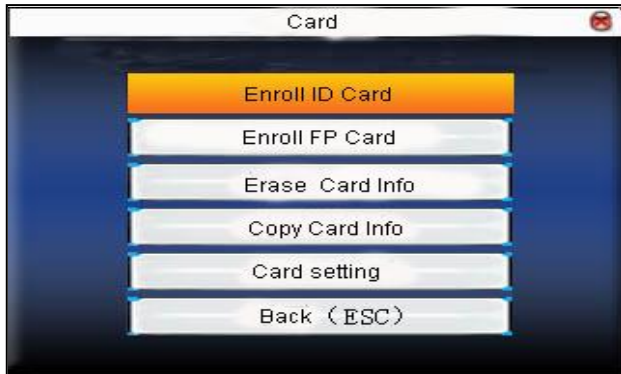 Card
Enroll ID Card
Enroll FP Card
Erase Card Info
Copy Card Info
Card setting
Back （ESC）